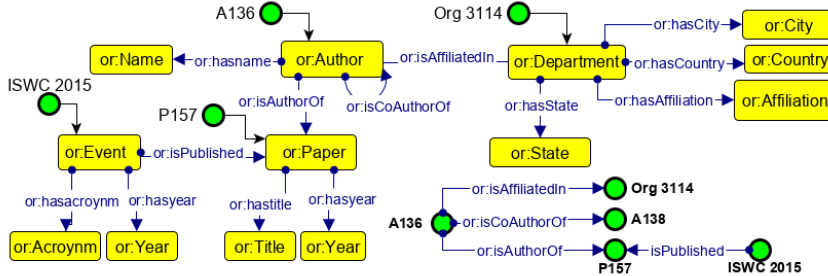 A136
Org 3114
or:City
or:Name
or:hasname
or:Author
or:isAffiliatedIn
or:Department
or:hasCity
or:hasCountry
or:Country
ISWC 2015
or:isAuthorOf
or:isCoAuthorOf
or:hasState
or:hasAffiliation
or:Affiliation
P157
or:Event
or:isPublished
or:Paper
or:State
or:hasacroynm
or:hasyear
or:hastitle
or:hasyear
or:isAffiliatedIn
Org 3114
A136
or:isCoAuthorOf
A138
or:Acroynm
or:Year
or:Title
or:Year
or:isAuthorOf
isPublished
P157
ISWC 2015